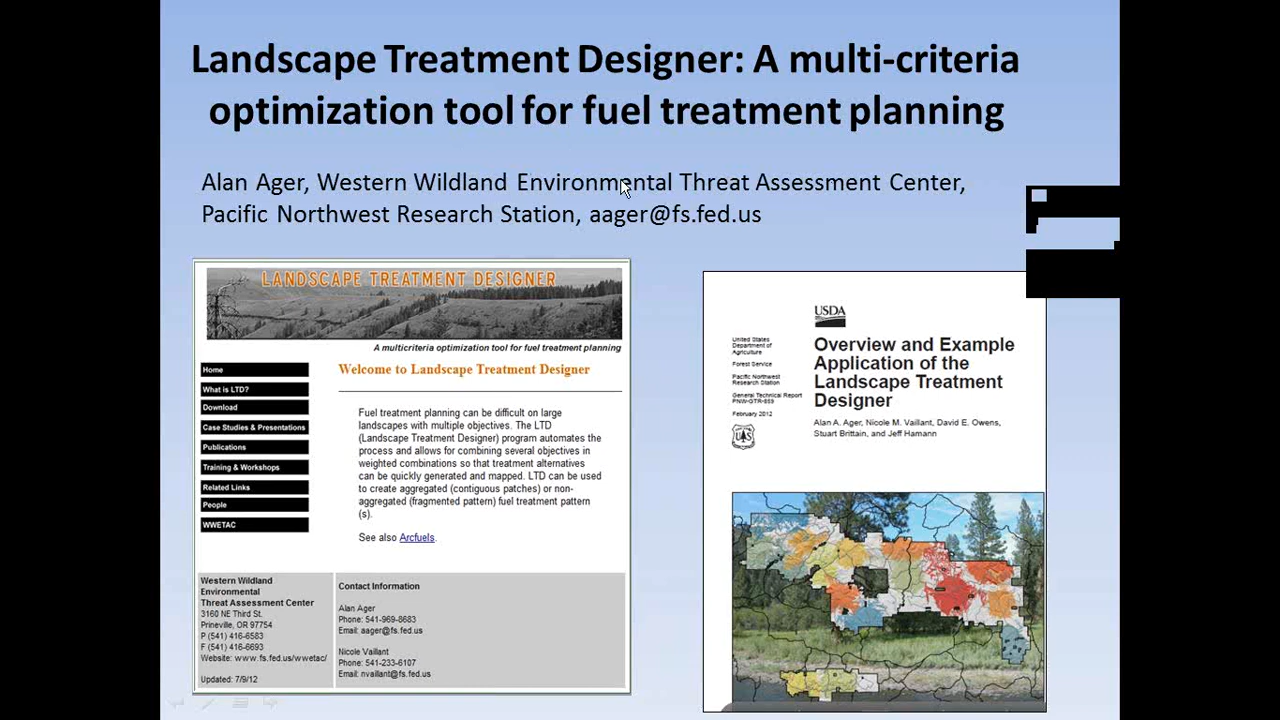 Landscape Treatment Designer: A multi-criteria
optimization tool for fuel treatment planning
Alan Ager, Western Wildland Environmental Threat Assessment Center,
Pacific Northwest Research Station, aager@fs.fed.us
LANDSCAPE TREATMENT DESIGNER
A multicriteria optimization tool for fuel treatment planning
Home
What is LTD?
Download
Case Studies & Presentations
Publications
Training & Workshops
Related Links
People
WWETAC
Welcome to Landscape Treatment Designer
Fuel treatment planning can be difficult on large
landscapes with multiple objectives. The LTD
(Landscape Treatment Designer) program automates the
process and allows for combining several objectives in
weighted combinations so that treatment alternatives
can be quickly generated and mapped. LTD can be used
to create aggregated (contiguous patches) or non-
aggregated (fragmented pattern) fuel treatment pattern
(s).
See also Arcfuels.
Western Wildland
Environmental
Threat Assessment Center
3160 NE Third St.
Prineville, OR 97754
P (541) 416-6583
F (541) 416-6693
Website: www.fs.fed.us/wwetac/
Updated: 7/9/12
Contact Information
Alan Ager
Phone: 541-969-8683
Email: aager@fs.fed.us
Nicole Vaillant
Phone: 541-233-6107
Email: nvaillant@fs.fed.us
USDA
United States
Department of
Agriculture
Forest Service
Pacific Northwest
Research Station
General Technical Report
PNW-GTR-859
February 2012
Overview and Example
Application of the
Landscape Treatment
Designer
Alan A. Ager, Nicole M. Vaillant, David E. Owens,
Stuart Brittain, and Jeff Hamann